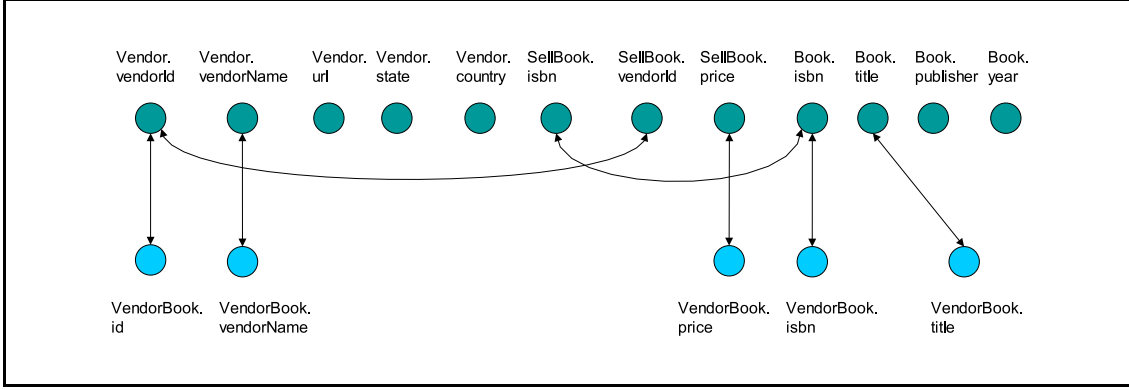 Vendor.
vendorId
Vendor.
vendorName
Vendor.
url
Vendor.
state
Vendor.
country
SellBook.
isbn
SellBook.
vendorId
SellBook.
price
Book.
isbn
Book.
title
Book.
publisher
Book.
year
VendorBook.
id
VendorBook.
vendorName
VendorBook.
price
VendorBook.
isbn
VendorBook.
title